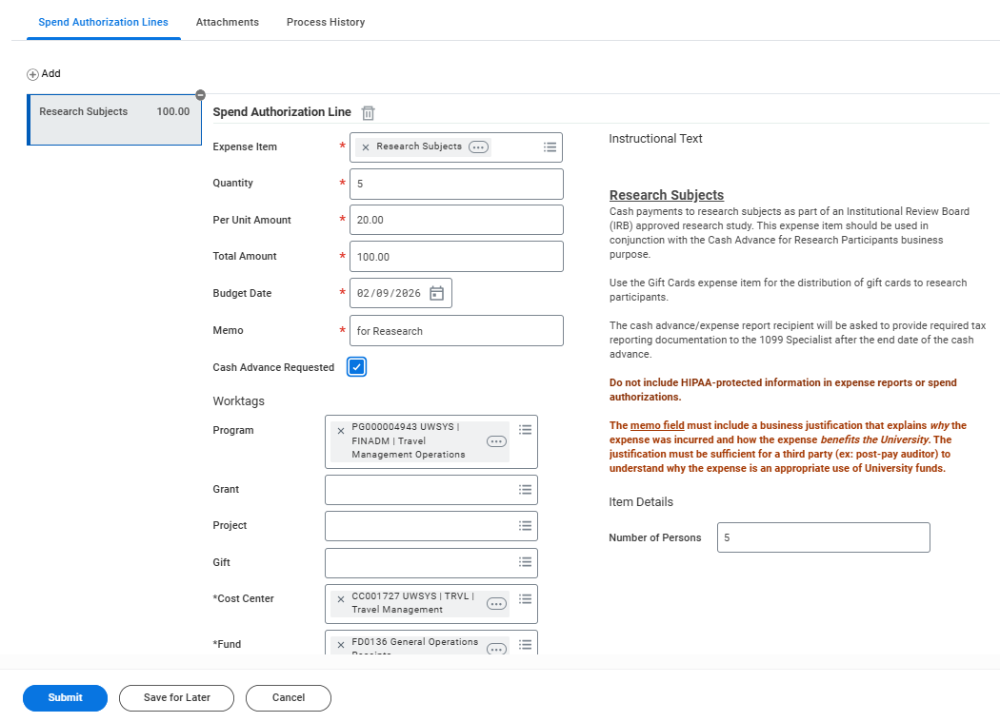 Spend Authorization Lines Attachments Process History
Add
Research Subjects 100.00
Spend Authorization Line
Expense Item * × Research Subjects
Quantity * 5
Per Unit Amount * 20.00
Total Amount * 100.00
Budget Date * 02/09/2026
Memo * for Reasearch
Cash Advance Requested
Worktags
Program × PG000004943 UWSYS |
FINADM | Travel
Management Operations
Grant
Project
Gift
*Cost Center × CC001727 UWSYS | TRVL |
Travel Management
*Fund × FD0136 General Operations
Receipts
Instructional Text
Research Subjects
Cash payments to research subjects as part of an Institutional Review Board
(IRB) approved research study. This expense item should be used in
conjunction with the Cash Advance for Research Participants business
purpose.
Use the Gift Cards expense item for the distribution of gift cards to research
participants.
The cash advance/expense report recipient will be asked to provide required tax
reporting documentation to the 1099 Specialist after the end date of the cash
advance.
Do not include HIPAA-protected information in expense reports or spend
authorizations.
The memo field must include a business justification that explains why the
expense was incurred and how the expense benefits the University. The
justification must be sufficient for a third party (ex: post-pay auditor) to
understand why the expense is an appropriate use of University funds.
Item Details
Number of Persons 5
Submit Save for Later Cancel